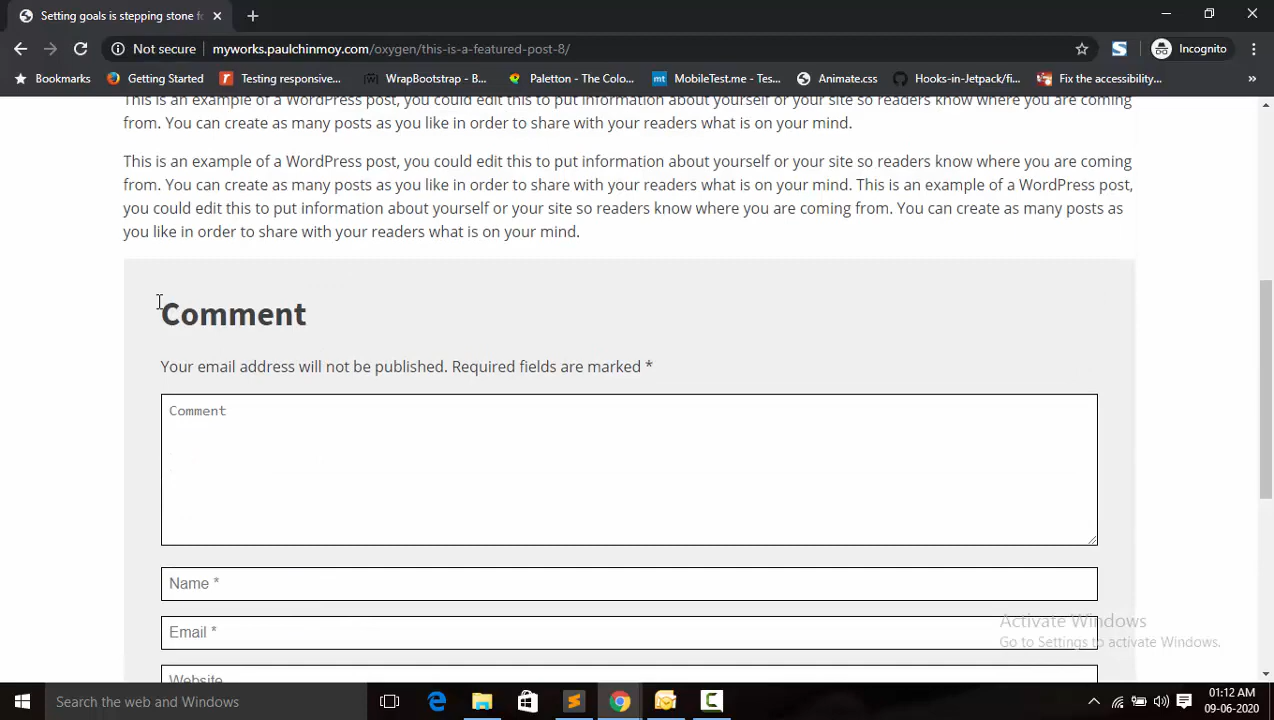 Setting goals is stepping stone f
Not secure myworks.paulchinmoy.com/oxygen/this-is-a-featured-post-8/
Incognito
Bookmarks Getting Started Testing responsive... WrapBootstrap - B... Paletton - The Colo... mt MobileTest.me - Tes... Animate.css Hooks-in-Jetpack/fi... Fix the accessibility... »
This is an example of a WordPress post, you could edit this to put information about yourself or your site so readers know where you are coming
from. You can create as many posts as you like in order to share with your readers what is on your mind.
This is an example of a WordPress post, you could edit this to put information about yourself or your site so readers know where you are coming
from. You can create as many posts as you like in order to share with your readers what is on your mind. This is an example of a WordPress post,
you could edit this to put information about yourself or your site so readers know where you are coming from. You can create as many posts as
you like in order to share with your readers what is on your mind.
Comment
Your email address will not be published. Required fields are marked *
Comment
Name *
Email *
Website
Activate Windows
Go to Settings to activate Windows.
Search the web and Windows
01:12 AM
09-06-2020